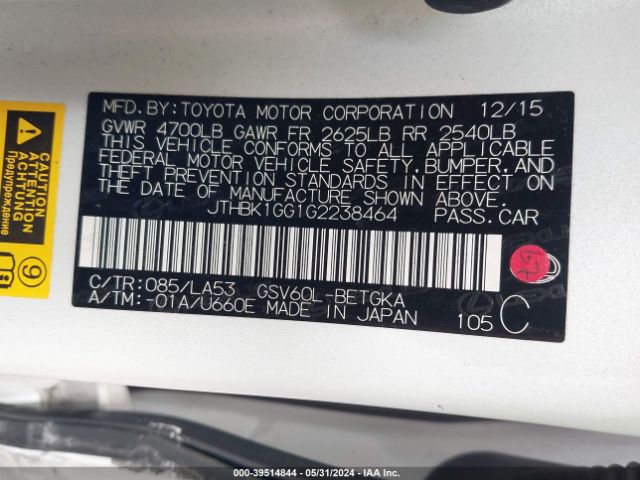 MFD.BY:TOYOTA MOTOR CORPORATION 12/15
GVWR 4700LB GAWR FR 2625LB RR 2540LB
THIS VEHICLE CONFORMS TO ALL APPLICABLE
FEDERAL MOTOR VEHICLE SAFETY, BUMPER, AND
THEFT PREVENTION STANDARDS IN EFFECT ON
THE DATE OF MANUFACTURE SHOWN ABOVE.
JTHBK1GG1G2238464 PASS.CAR
C/TR:085/LA53 GSV60L-BETGKA
A/TM:-01A/U660E MADE IN JAPAN
105 C
67
CAUTION
ATTENTION
ACHTUNG
Предупреждение
9
000-39514844 - 05/31/2024 - IAA Inc.